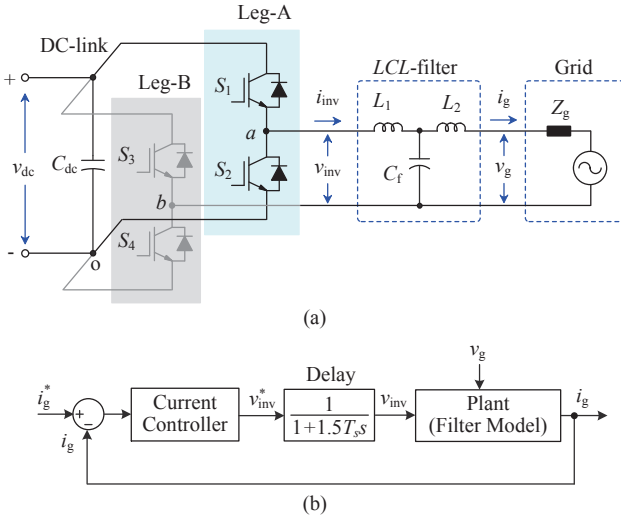 Leg-A
DC-link
Leg-B
LCL-filter
Grid
+
S1
iinv
L1
L2
ig
Zg
a
vdc
Cdc
S3
S2
vinv
Cf
vg
b
-
o
S4
(a)
vg
Delay
ig*
+
−
Current
Controller
vinv*
1
1+1.5Tss
vinv
Plant
(Filter Model)
ig
ig
(b)